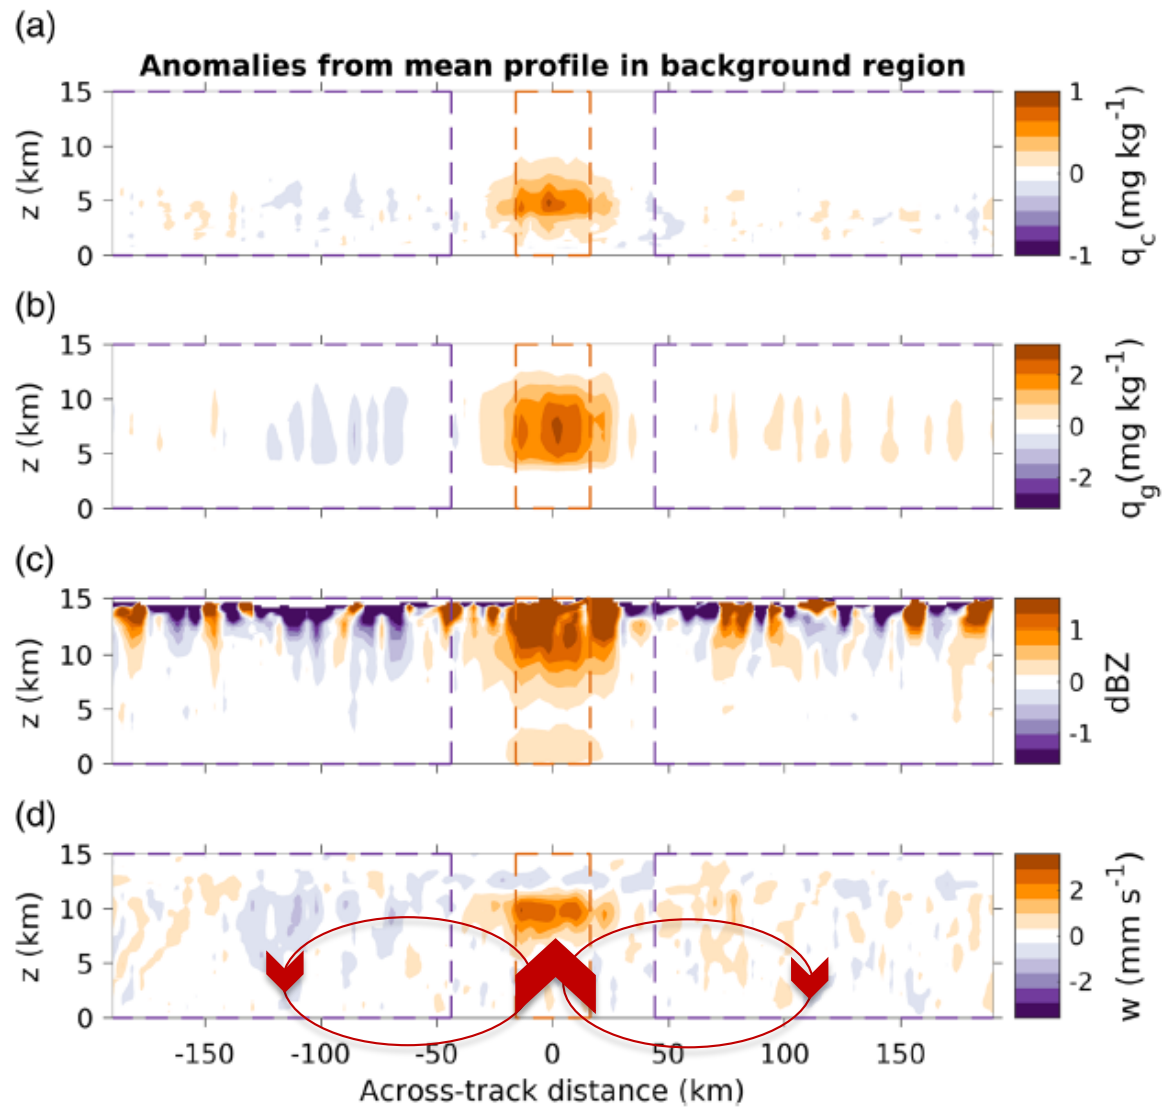 (a)
Anomalies from mean profile in background region
15
10
5
0
z (km)
1
0
-1
q_c (mg kg^-1)
(b)
15
10
5
0
z (km)
2
0
-2
q_g (mg kg^-1)
(c)
15
10
5
0
z (km)
1
0
-1
dBZ
(d)
15
10
5
0
z (km)
2
0
-2
w (mm s^-1)
-150 -100 -50 0 50 100 150
Across-track distance (km)